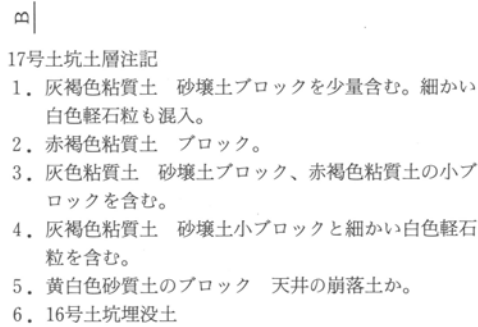 B
17号土坑土層注記
1．灰褐色粘質土　砂壌土ブロックを少量含む。細かい
白色軽石粒も混入。
2．赤褐色粘質土　ブロック。
3．灰色粘質土　砂壌土ブロック、赤褐色粘質土の小ブ
ロックを含む。
4．灰褐色粘質土　砂壌土小ブロックと細かい白色軽石
粒を含む。
5．黄白色砂質土のブロック　天井の崩落土か。
6．16号土坑埋没土